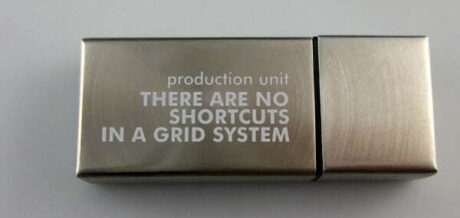 production unit
THERE ARE NO
SHORTCUTS
IN A GRID SYSTEM